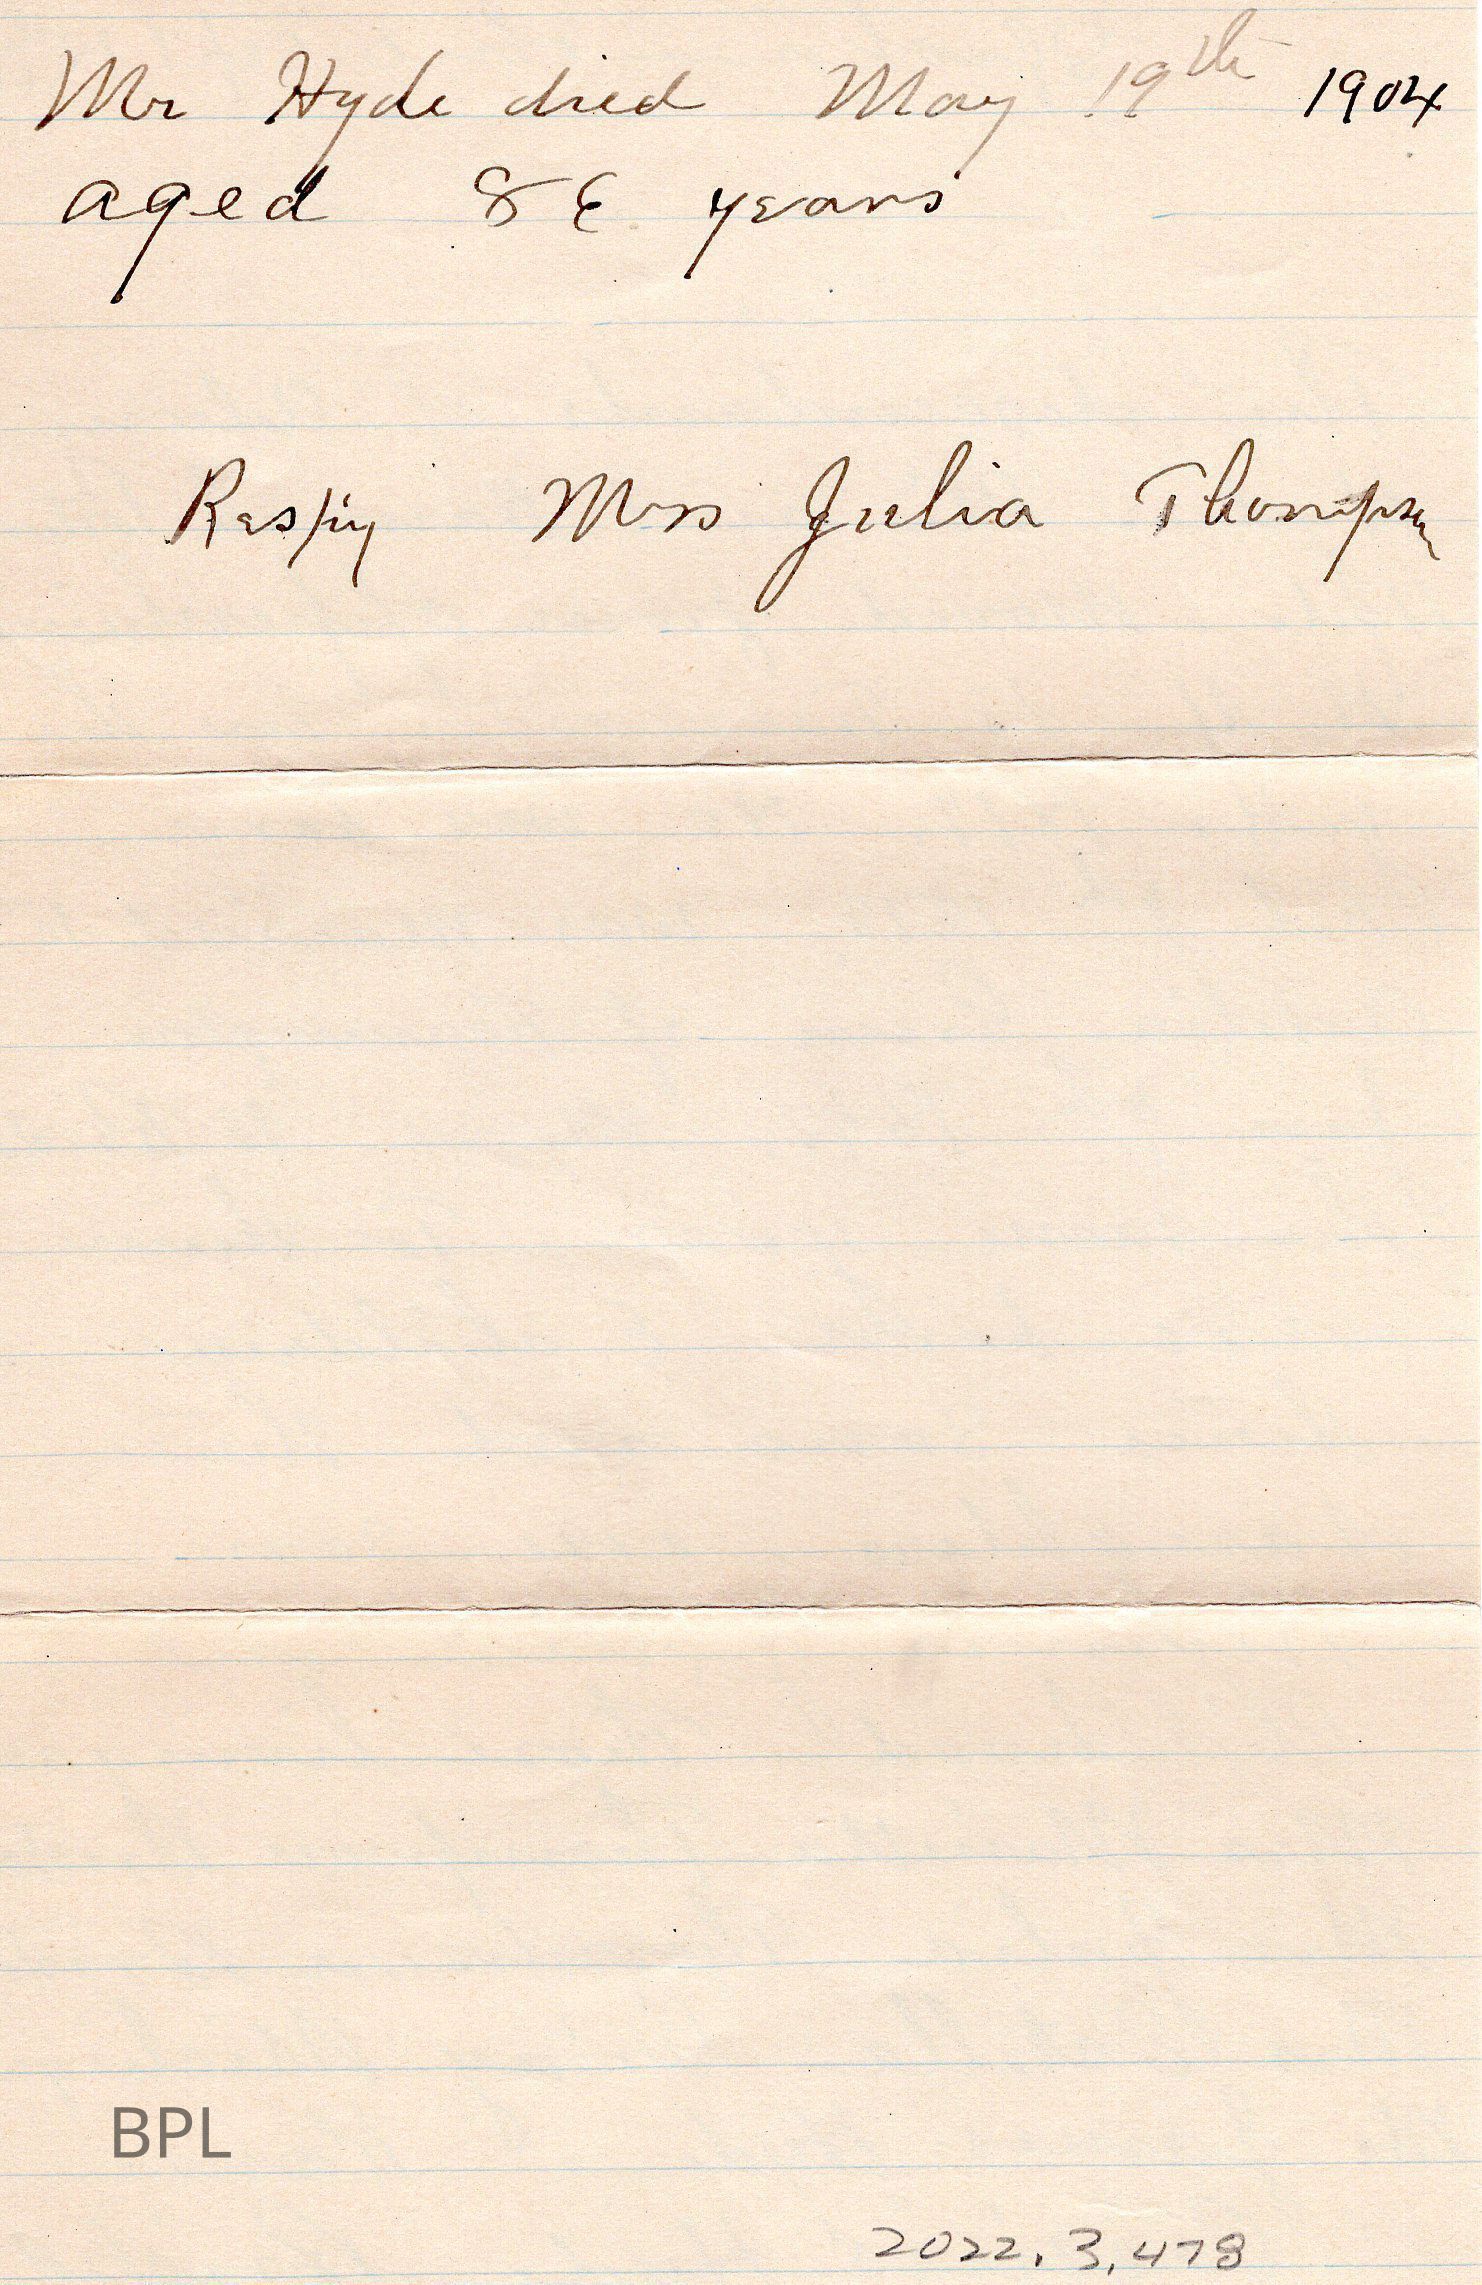 Mr Hyde died May 19th 1904
aged 86 years
Respy Mrs Julia Thompson
BPL
2022.3.478